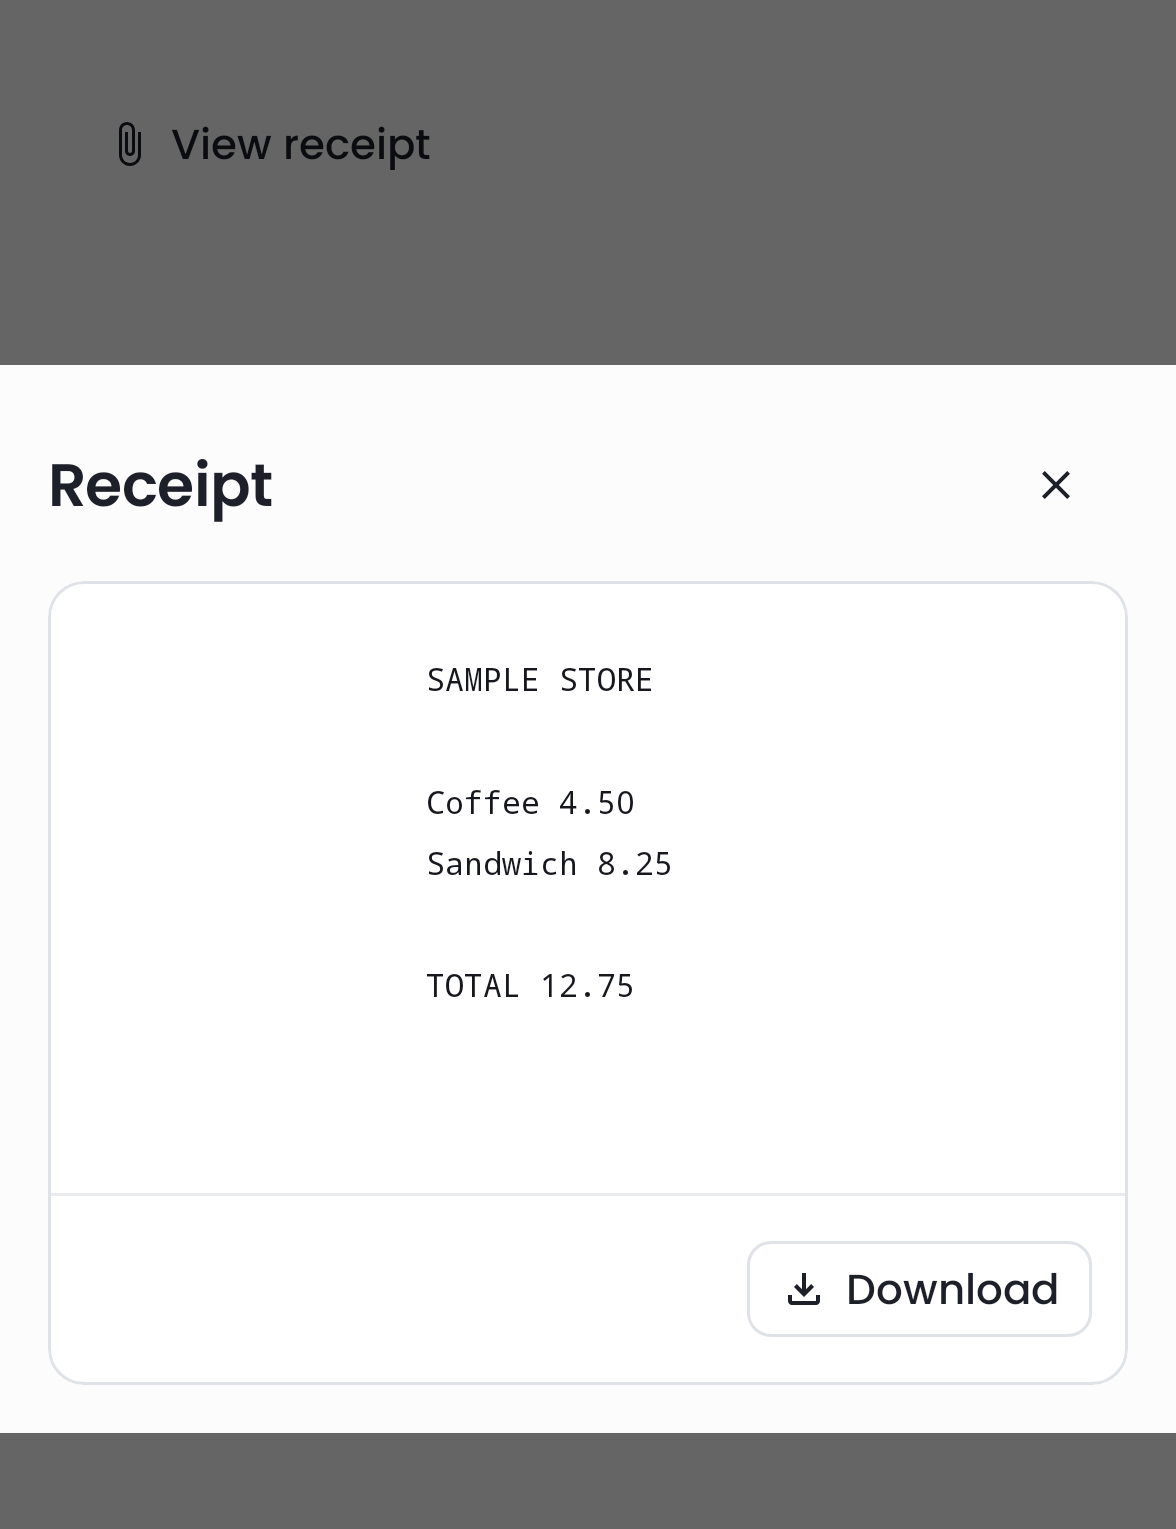 View receipt
Receipt
SAMPLE STORE
Coffee 4.50
Sandwich 8.25
TOTAL 12.75
Download